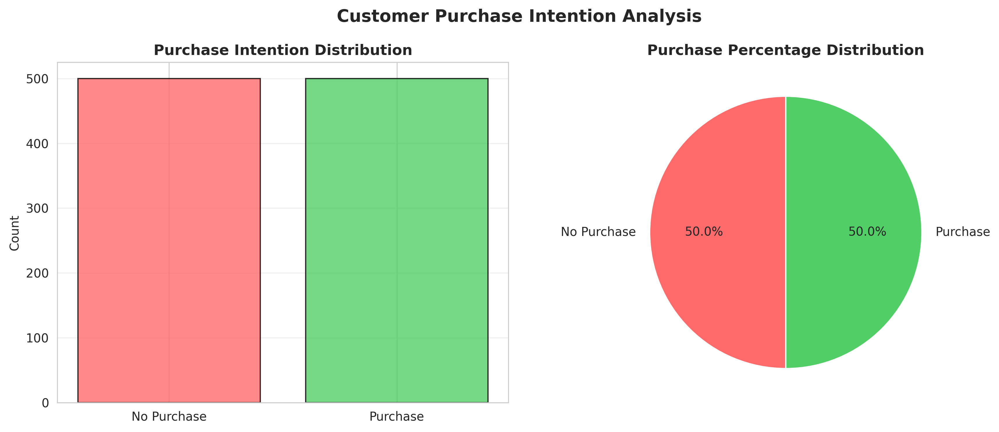 Customer Purchase Intention Analysis
Purchase Intention Distribution
500
400
300
200
100
0
Count
No Purchase
Purchase
Purchase Percentage Distribution
No Purchase
50.0%
50.0%
Purchase